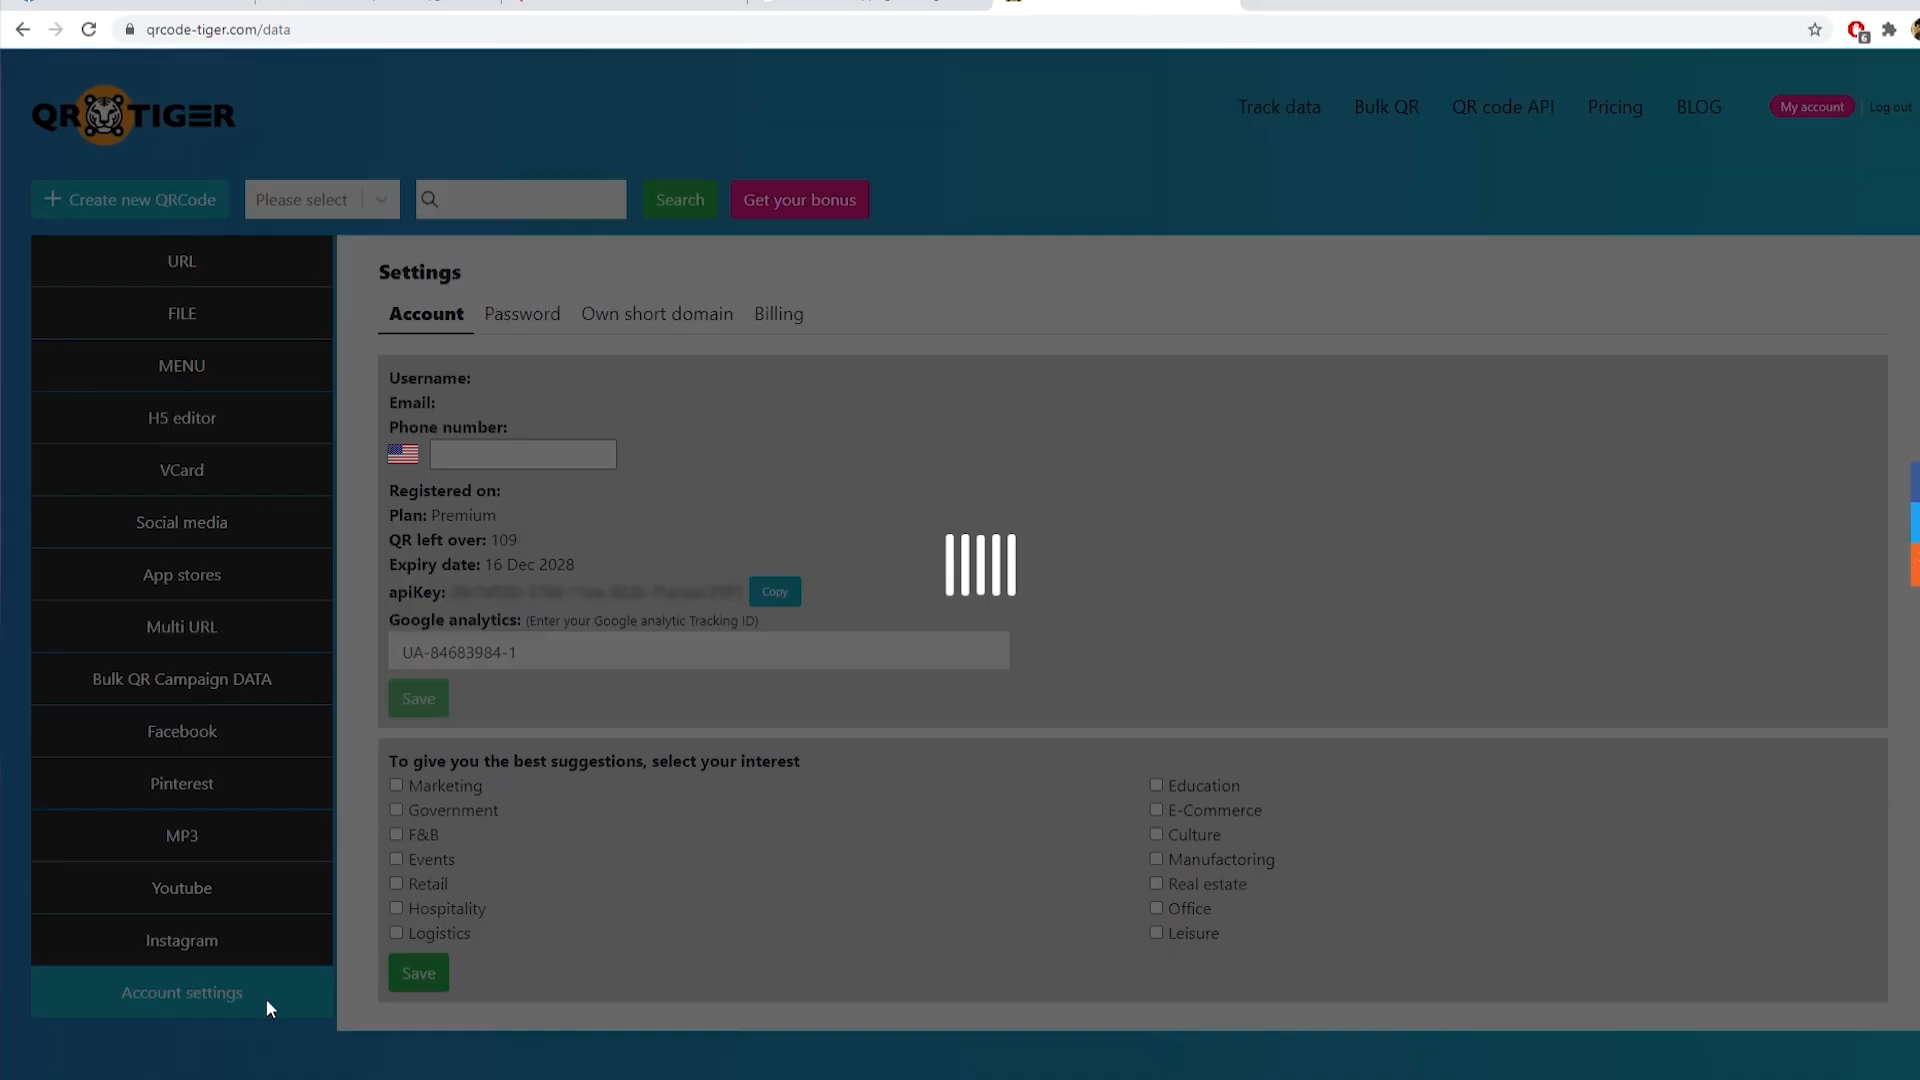 qrcode-tiger.com/data
6
QR TIGER
Track data
Bulk QR
QR code API
Pricing
BLOG
My account
Log out
Create new QRCode
Please select
Search
Get your bonus
URL
FILE
MENU
H5 editor
VCard
Social media
App stores
Multi URL
Bulk QR Campaign DATA
Facebook
Pinterest
MP3
Youtube
Instagram
Account settings
Settings
Account
Password
Own short domain
Billing
Username:
Email:
Phone number:
Registered on:
Plan: Premium
QR left over: 109
Expiry date: 16 Dec 2028
apiKey:
Copy
Google analytics: (Enter your Google analytic Tracking ID)
UA-84683984-1
Save
To give you the best suggestions, select your interest
Marketing
Government
F&B
Events
Retail
Hospitality
Logistics
Education
E-Commerce
Culture
Manufactoring
Real estate
Office
Leisure
Save